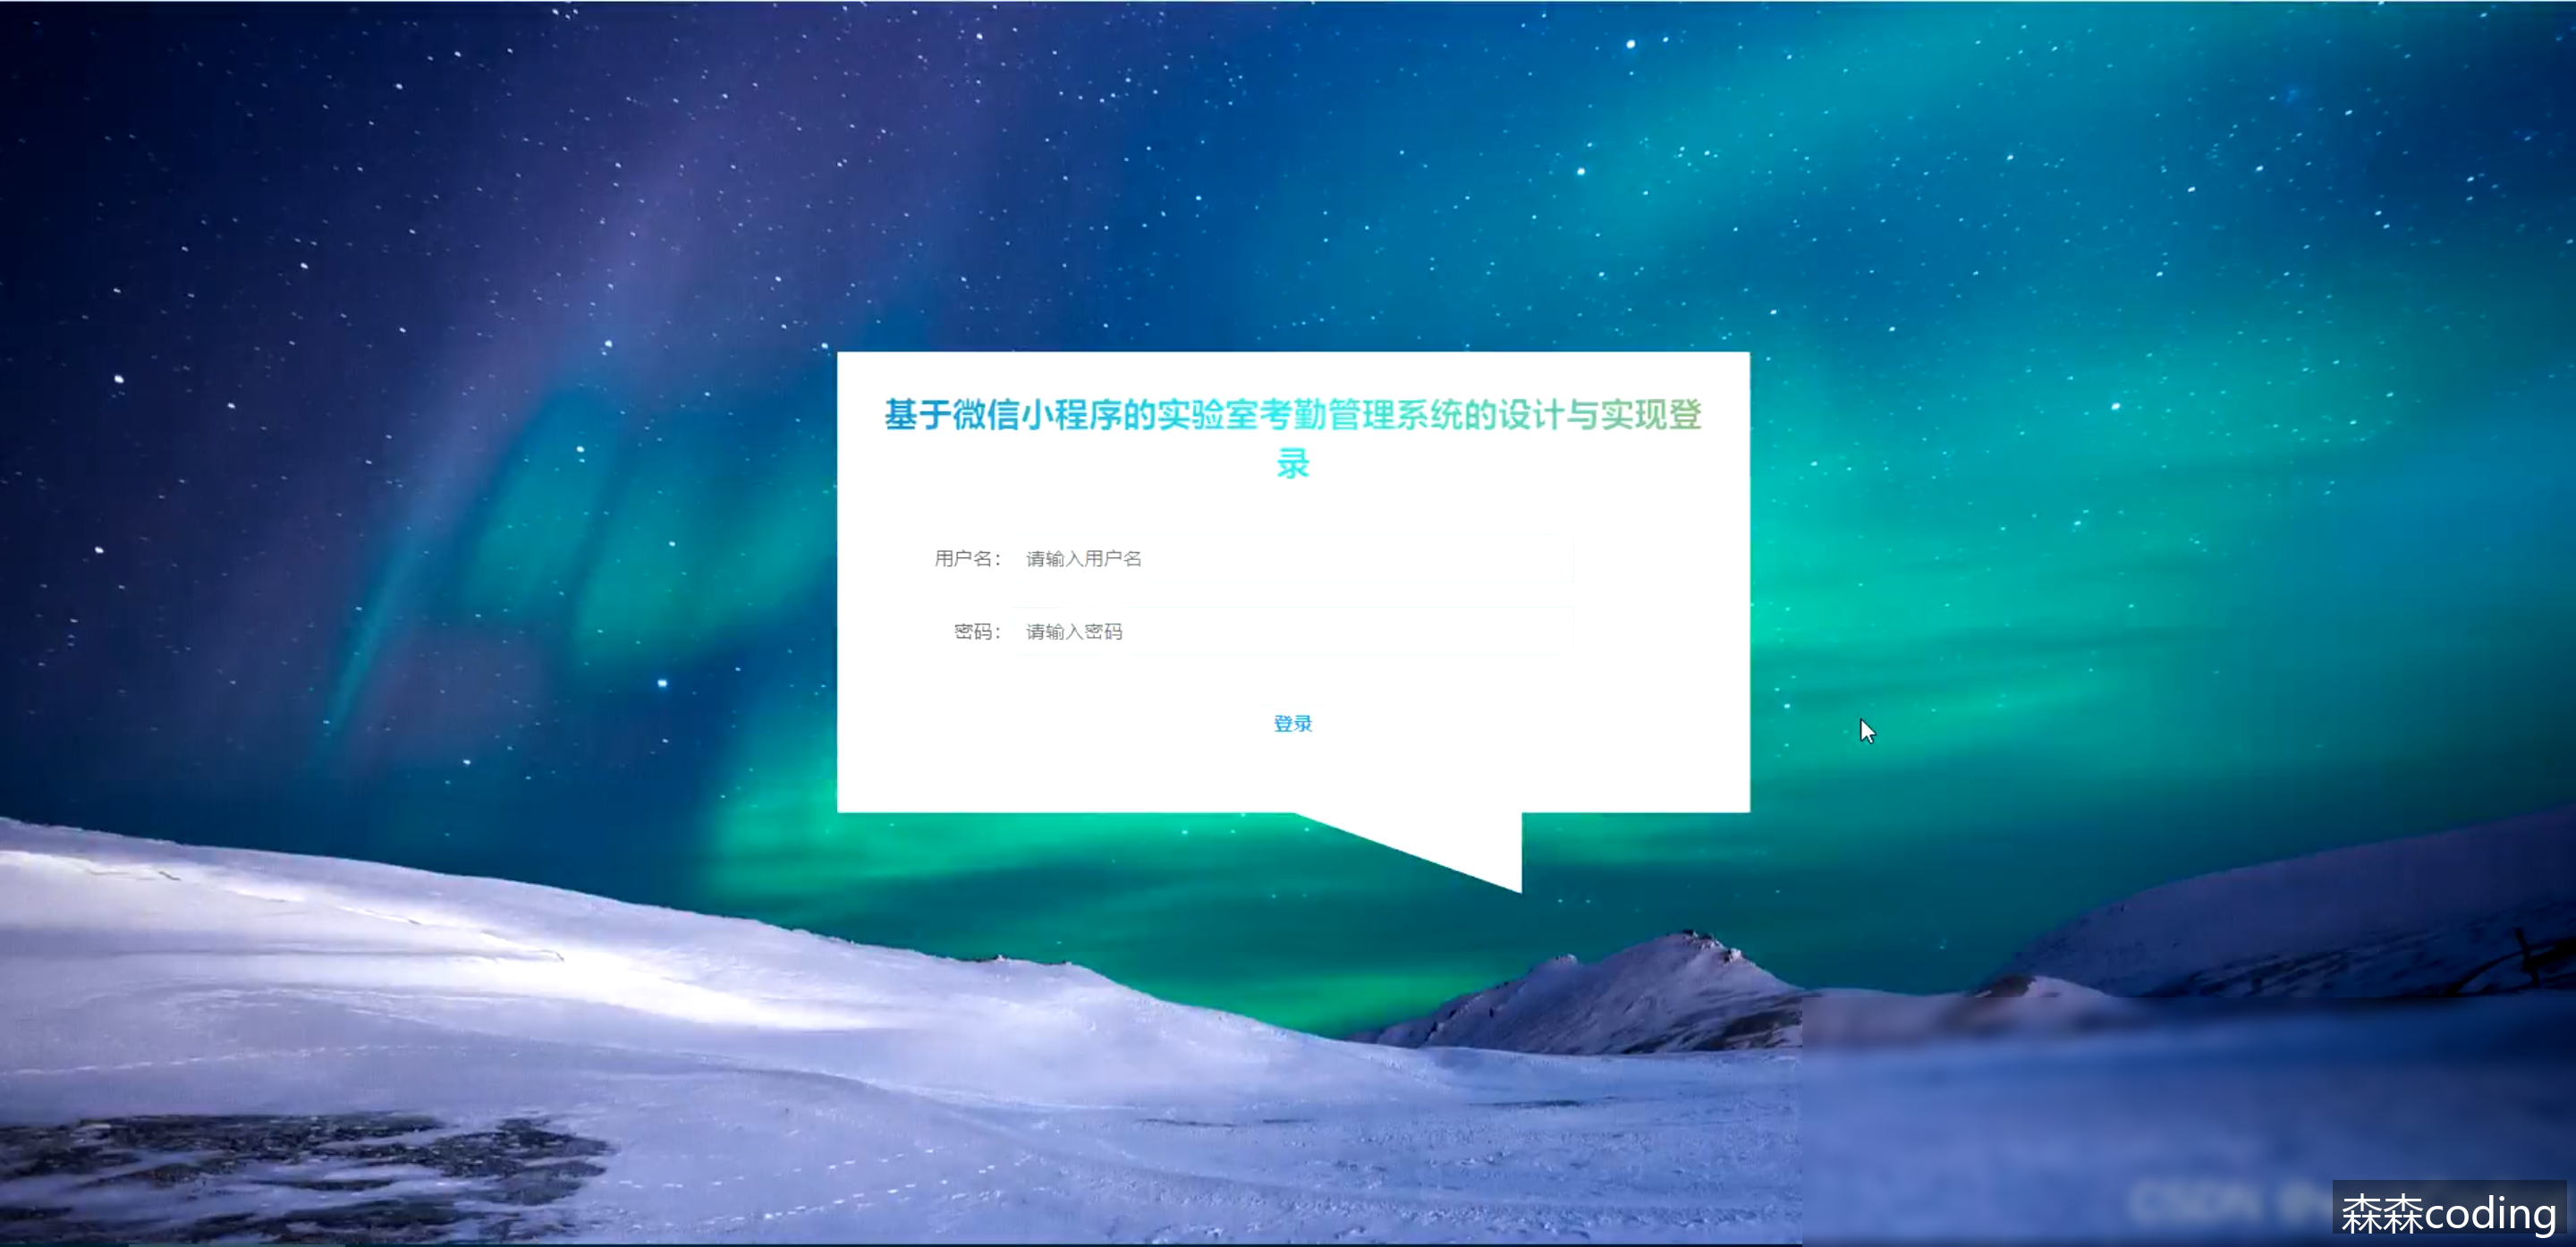 基于微信小程序的实验室考勤管理系统的设计与实现登
录
用户名： 请输入用户名
密码： 请输入密码
登录
CSDN
森森coding